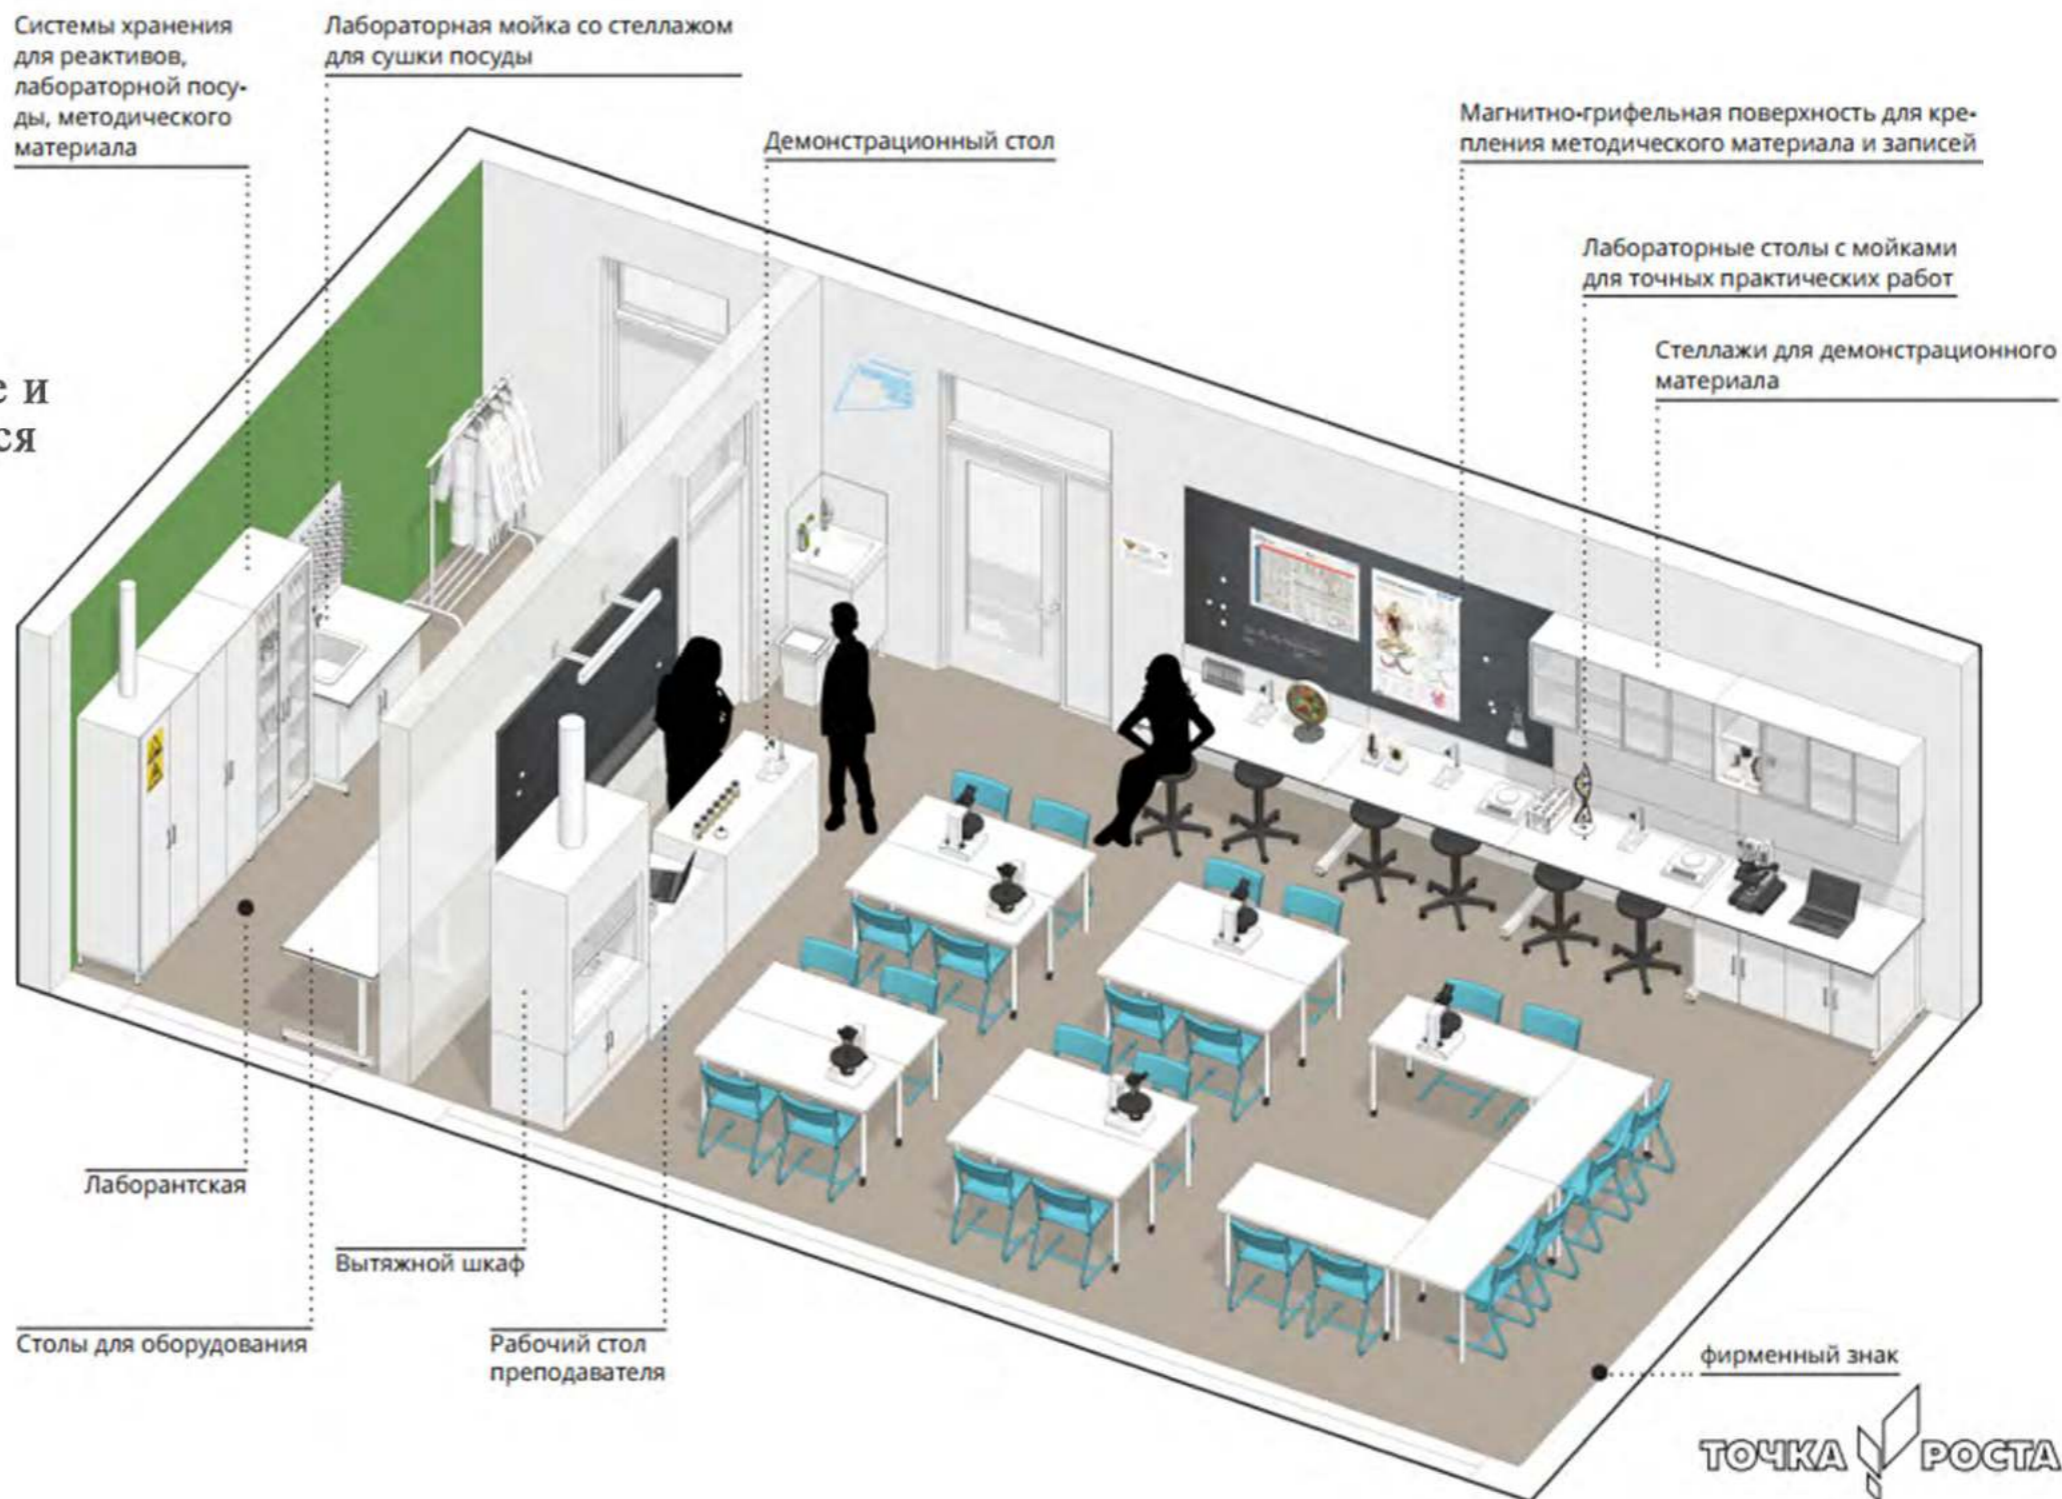 Системы хранения
для реактивов,
лабораторной посу-
ды, методического
материала
Лабораторная мойка со стеллажом
для сушки посуды
Демонстрационный стол
Магнитно-грифельная поверхность для кре-
пления методического материала и записей
Лабораторные столы с мойками
для точных практических работ
Стеллажи для демонстрационного
материала
е и
ся
Лаборантская
Вытяжной шкаф
Столы для оборудования
Рабочий стол
преподавателя
фирменный знак
ТОЧКА РОСТА